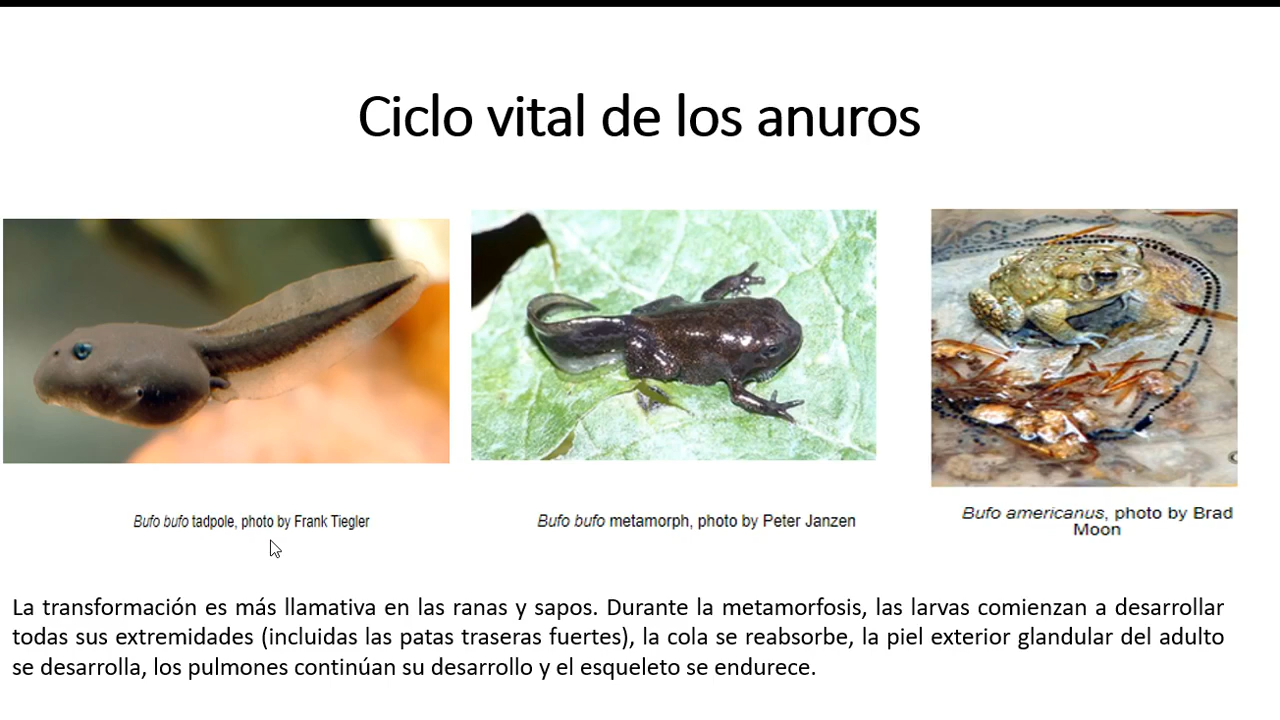 Ciclo vital de los anuros
Bufo bufo tadpole, photo by Frank Tiegler
Bufo bufo metamorph, photo by Peter Janzen
Bufo americanus, photo by Brad
Moon
La transformación es más llamativa en las ranas y sapos. Durante la metamorfosis, las larvas comienzan a desarrollar
todas sus extremidades (incluidas las patas traseras fuertes), la cola se reabsorbe, la piel exterior glandular del adulto
se desarrolla, los pulmones continúan su desarrollo y el esqueleto se endurece.